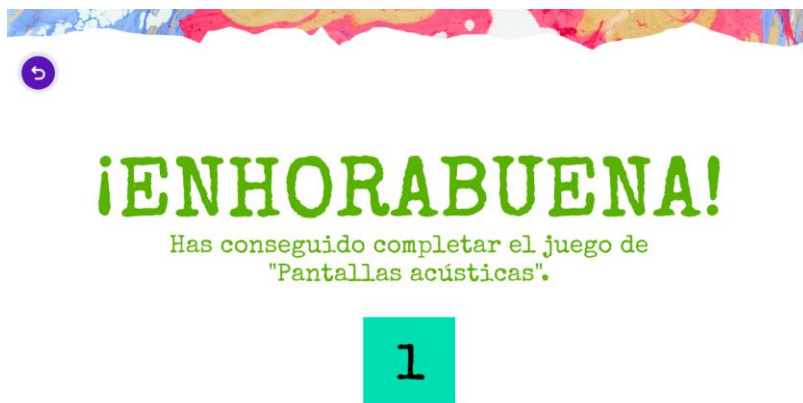 ¡ENHORABUENA!
Has conseguido completar el juego de
"Pantallas acústicas".
1